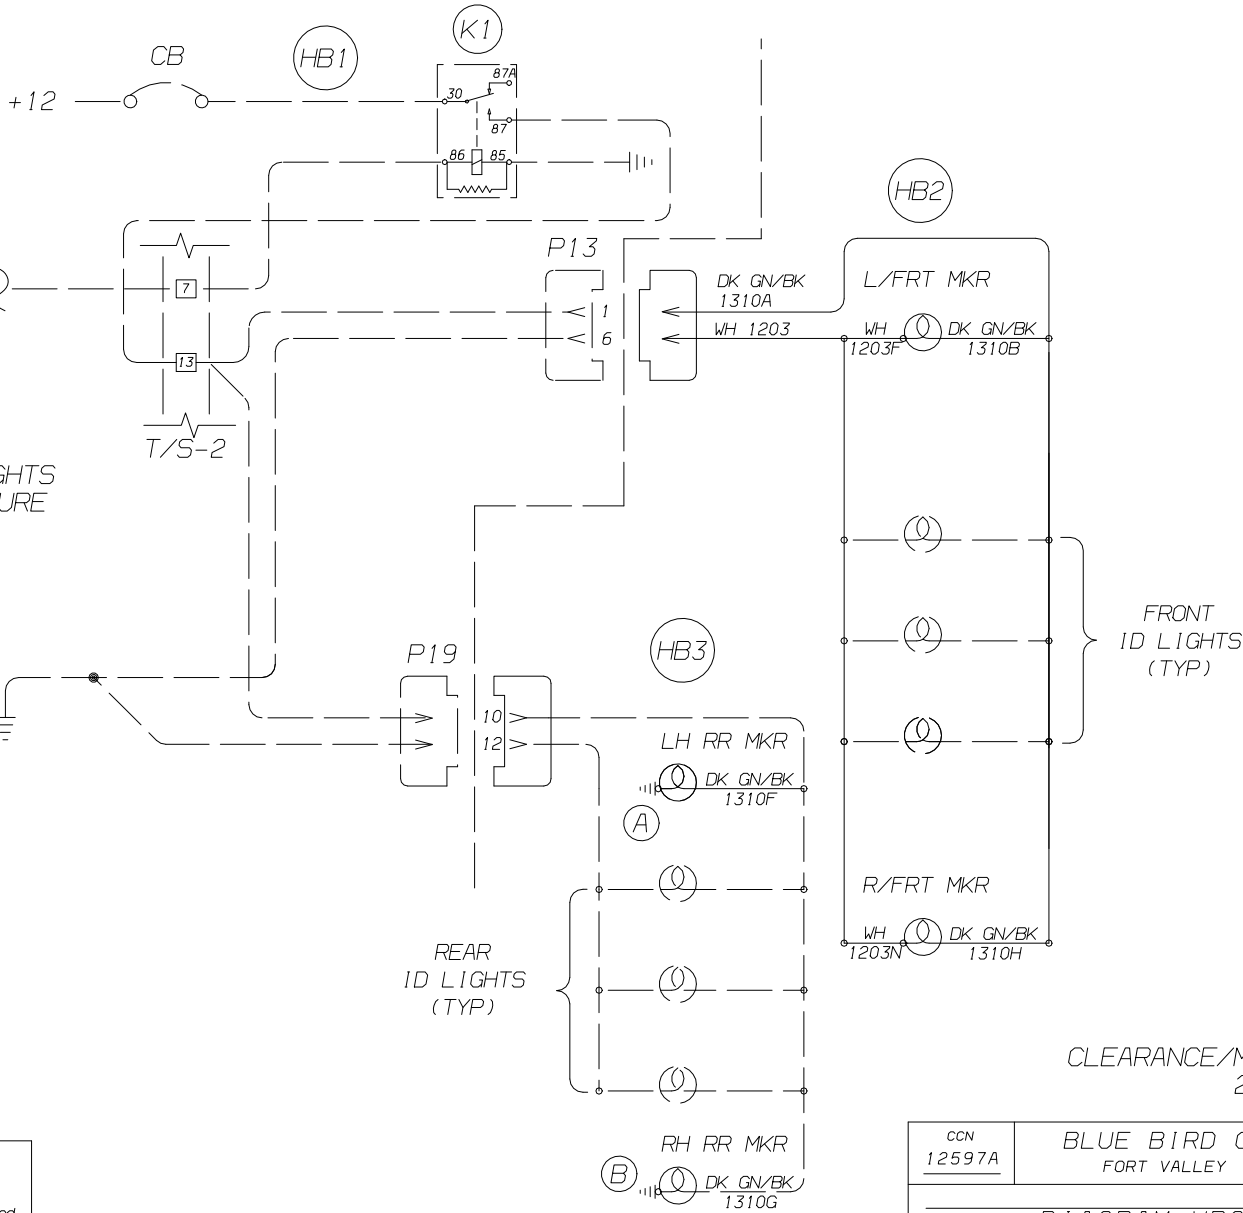 K1
CB
HB1
+12
87A
30
87
86
85
HB2
P13
7
1
6
13
T/S-2
DK GN/BK
1310A
WH 1203
L/FRT MKR
WH
1203F
DK GN/BK
1310B
GHTS
URE
FRONT
ID LIGHTS
(TYP)
P19
HB3
10
12
LH RR MKR
DK GN/BK
1310F
A
R/FRT MKR
WH
1203N
DK GN/BK
1310H
REAR
ID LIGHTS
(TYP)
RH RR MKR
B
DK GN/BK
1310G
CLEARANCE/M
2
CCN
12597A
BLUE BIRD
FORT VALLEY